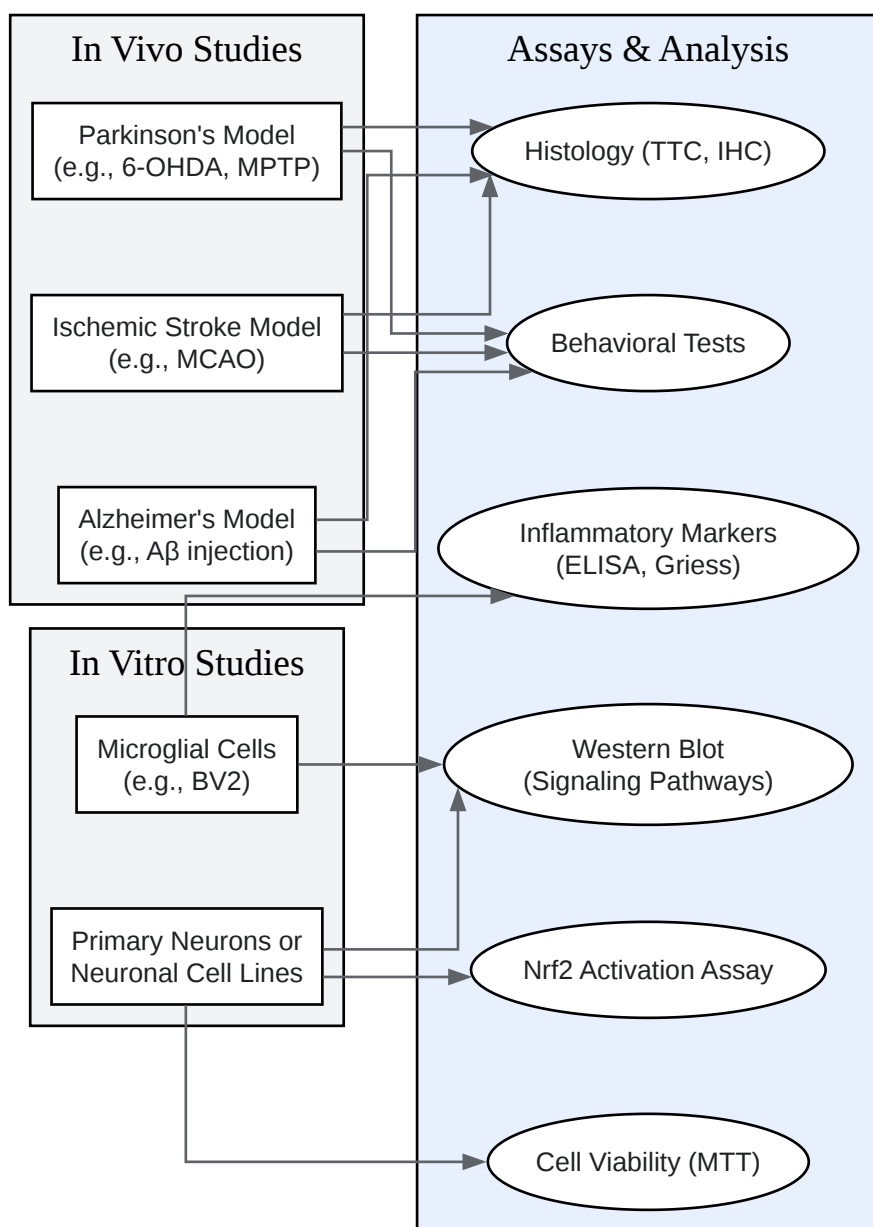 In Vivo Studies
Parkinson's Model
(e.g., 6-OHDA, MPTP)
Ischemic Stroke Model
(e.g., MCAO)
Alzheimer's Model
(e.g., Aβ injection)
In Vitro Studies
Microglial Cells
(e.g., BV2)
Primary Neurons or
Neuronal Cell Lines
Assays & Analysis
Histology (TTC, IHC)
Behavioral Tests
Inflammatory Markers
(ELISA, Griess)
Western Blot
(Signaling Pathways)
Nrf2 Activation Assay
Cell Viability (MTT)